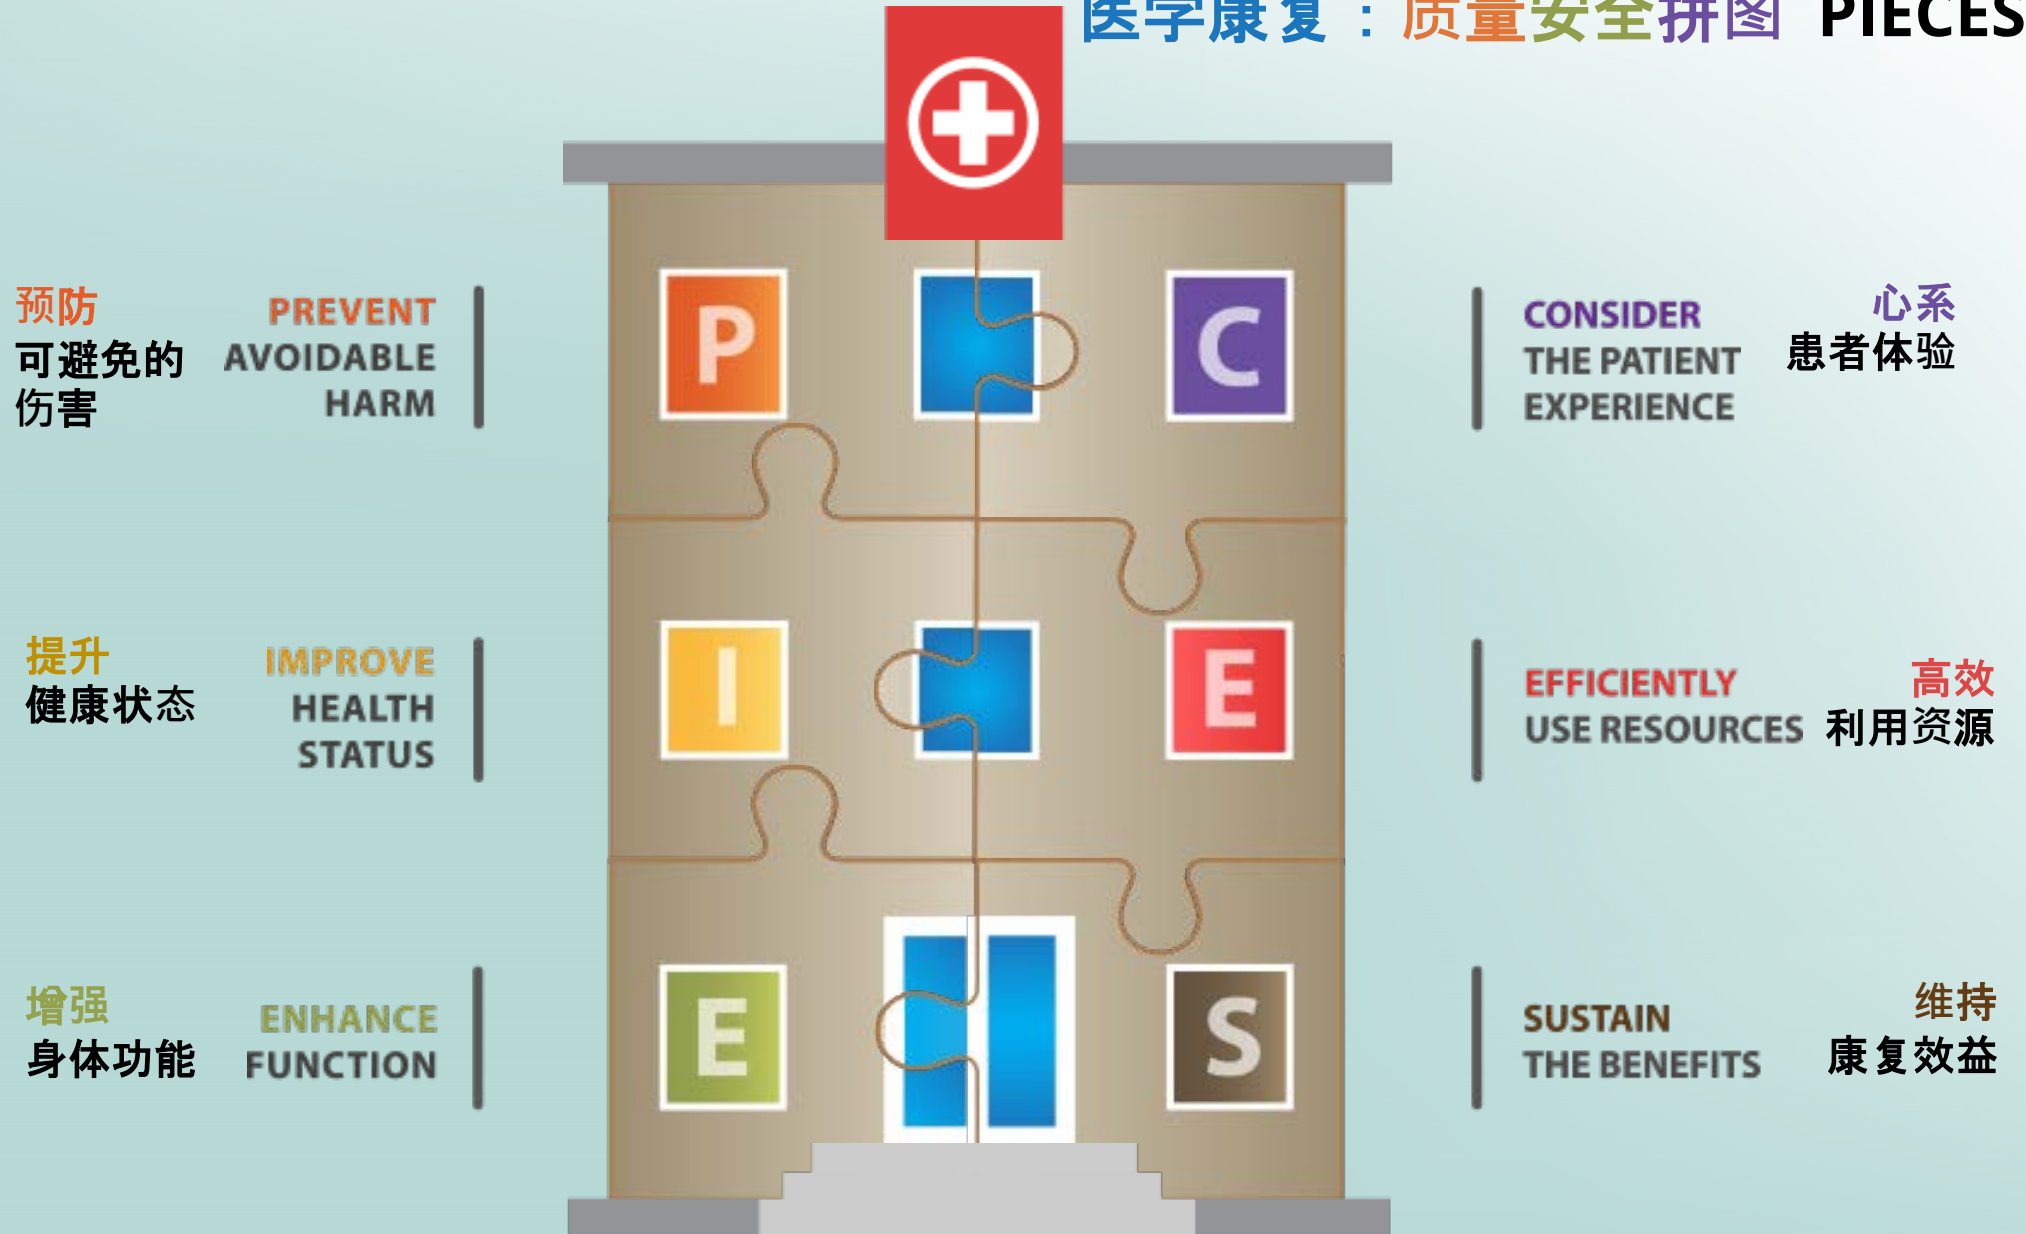 医学康复：质量安全拼图 PIECES
预防
可避免的
伤害
PREVENT
AVOIDABLE
HARM
P
C
CONSIDER
THE PATIENT
EXPERIENCE
心系
患者体验
提升
健康状态
IMPROVE
HEALTH
STATUS
I
E
EFFICIENTLY
USE RESOURCES
高效
利用资源
增强
身体功能
ENHANCE
FUNCTION
E
S
SUSTAIN
THE BENEFITS
维持
康复效益